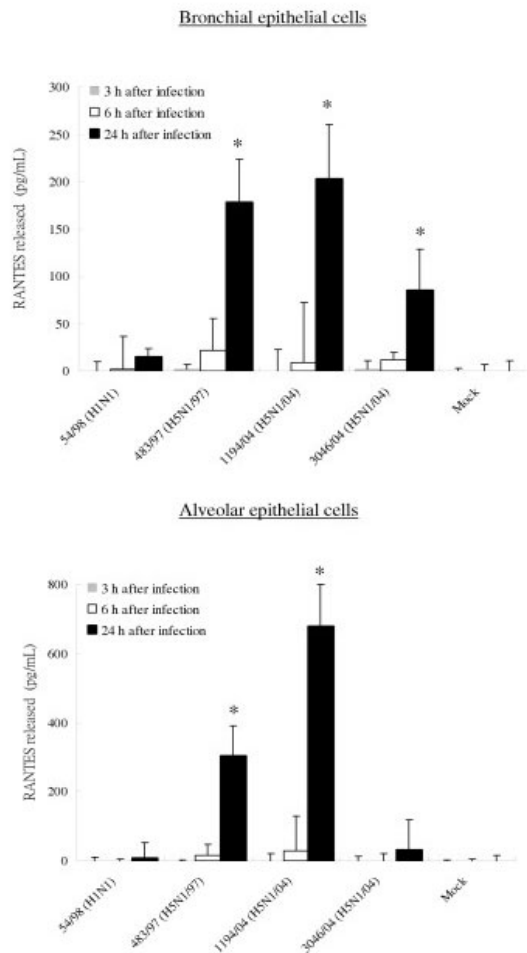 Bronchial epithelial cells
300
250
200
150
100
50
0
RANTES released (pg/mL)
3 h after infection
6 h after infection
24 h after infection
*
*
*
54/98 (H1N1)
483/97 (H5N1/97)
1194/04 (H5N1/04)
3046/04 (H5N1/04)
Mock
Alveolar epithelial cells
800
600
400
200
0
RANTES released (pg/mL)
3 h after infection
6 h after infection
24 h after infection
*
*
54/98 (H1N1)
483/97 (H5N1/97)
1194/04 (H5N1/04)
3046/04 (H5N1/04)
Mock